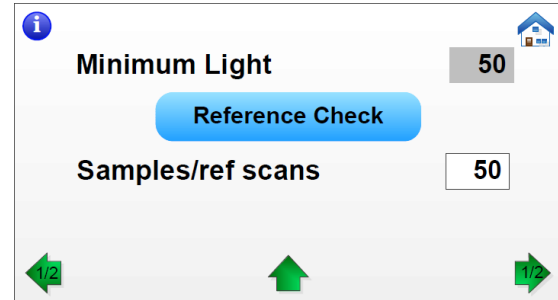 i
Minimum Light 50
Reference Check
Samples/ref scans 50
1/2 1/2